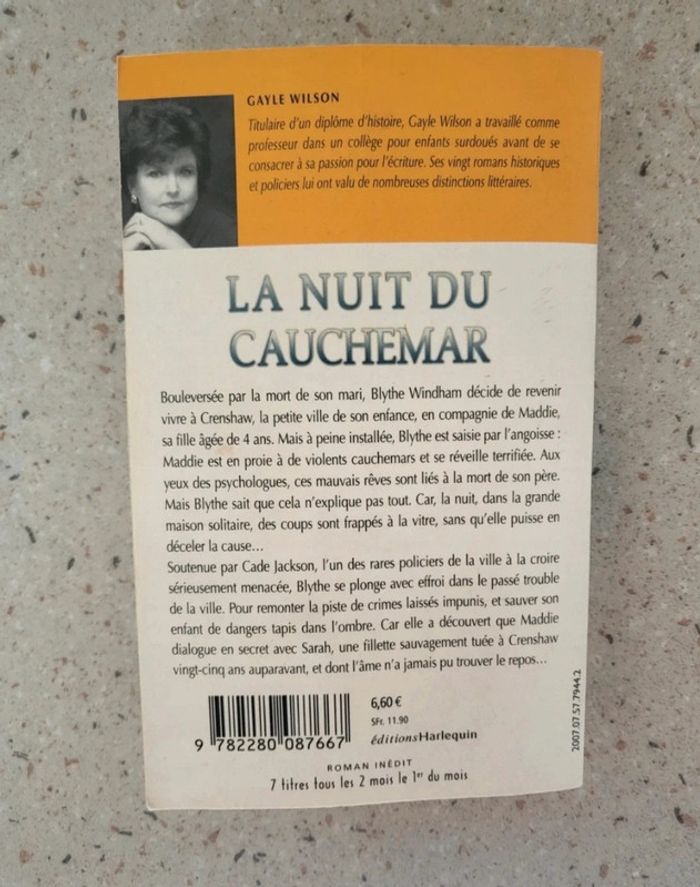 GAYLE WILSON
Titulaire d'un diplôme d'histoire, Gayle Wilson a travaillé comme
professeur dans un collège pour enfants surdoués avant de se
consacrer à sa passion pour l'écriture. Ses vingt romans historiques
et policiers lui ont valu de nombreuses distinctions littéraires.
LA NUIT DU
CAUCHEMAR
Bouleversée par la mort de son mari, Blythe Windham décide de revenir
vivre à Crenshaw, la petite ville de son enfance, en compagnie de Maddie,
sa fille âgée de 4 ans. Mais à peine installée, Blythe est saisie par l'angoisse :
Maddie est en proie à de violents cauchemars et se réveille terrifiée. Aux
yeux des psychologues, ces mauvais rêves sont liés à la mort de son père.
Mais Blythe sait que cela n'explique pas tout. Car, la nuit, dans la grande
maison solitaire, des coups sont frappés à la vitre, sans qu'elle puisse en
déceler la cause...
Soutenue par Cade Jackson, l'un des rares policiers de la ville à la croire
sérieusement menacée, Blythe se plonge avec effroi dans le passé trouble
de la ville. Pour remonter la piste de crimes laissés impunis, et sauver son
enfant de dangers tapis dans l'ombre. Car elle a découvert que Maddie
dialogue en secret avec Sarah, une fillette sauvagement tuée à Crenshaw
vingt-cinq ans auparavant, et dont l'âme n'a jamais pu trouver le repos...
6,60 €
SFr. 11.90
éditionsHarlequin
9 782280 087667
ROMAN INÉDIT
7 titres tous les 2 mois le 1er du mois
2007.07.57.7944.2